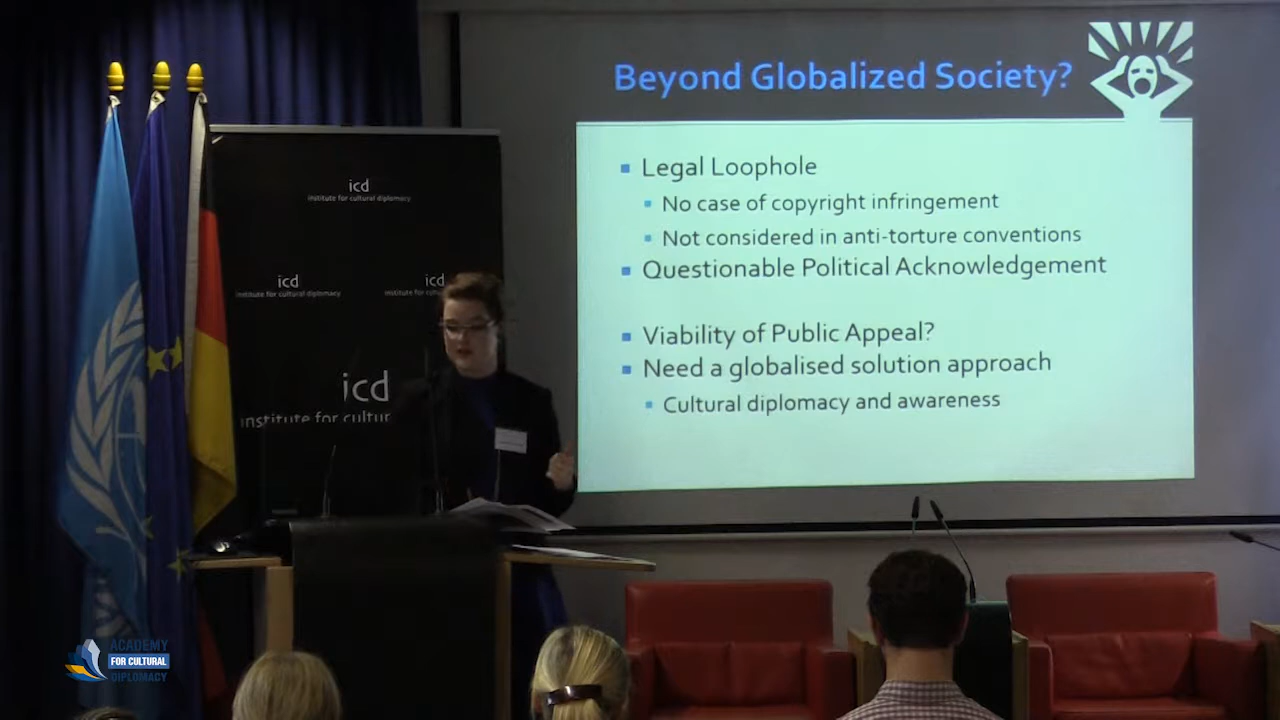 Beyond Globalized Society?
Legal Loophole
No case of copyright infringement
Not considered in anti-torture conventions
Questionable Political Acknowledgement
Viability of Public Appeal?
Need a globalised solution approach
Cultural diplomacy and awareness
icd
institute for cultural diplomacy
icd
institute for cultural diplomacy
icd
institute for
icd
institute for cultur
ACADEMY
FOR CULTURAL
DIPLOMACY